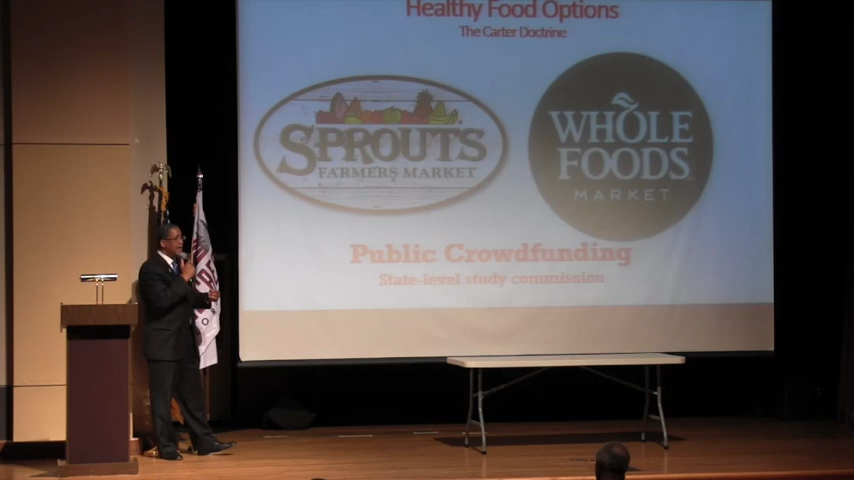 Healthy Food Options
The Carter Doctrine
SPROUTS
FARMERS MARKET
WHOLE
FOODS
MARKET
Public Crowdfunding
State-level study commission